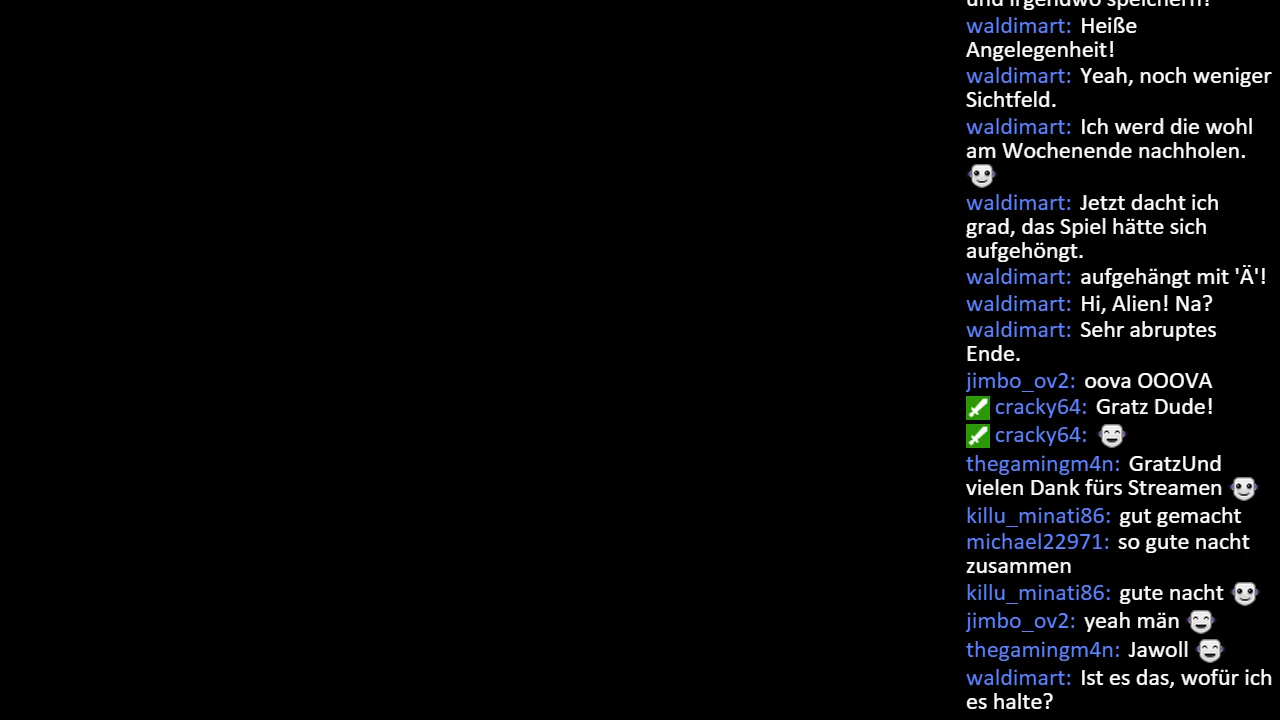 und irgendwo speichern!
waldimart: Heiße
Angelegenheit!
waldimart: Yeah, noch weniger
Sichtfeld.
waldimart: Ich werd die wohl
am Wochenende nachholen.
waldimart: Jetzt dacht ich
grad, das Spiel hätte sich
aufgehöngt.
waldimart: aufgehängt mit 'Ä'!
waldimart: Hi, Alien! Na?
waldimart: Sehr abruptes
Ende.
jimbo_ov2: oova OOOVA
cracky64: Gratz Dude!
cracky64:
thegamingm4n: GratzUnd
vielen Dank fürs Streamen
killu_minati86: gut gemacht
michael22971: so gute nacht
zusammen
killu_minati86: gute nacht
jimbo_ov2: yeah män
thegamingm4n: Jawoll
waldimart: Ist es das, wofür ich
es halte?